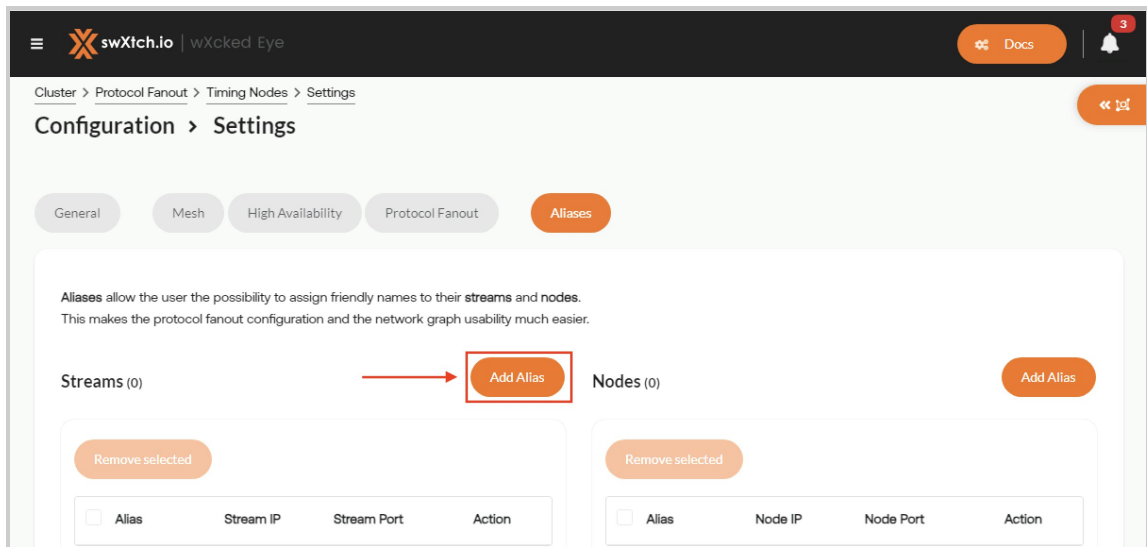 swXtch.io | wXcked Eye
Docs
3
Cluster > Protocol Fanout > Timing Nodes > Settings
Configuration > Settings
General
Mesh
High Availability
Protocol Fanout
Aliases
Aliases allow the user the possibility to assign friendly names to their streams and nodes.
This makes the protocol fanout configuration and the network graph usability much easier.
Streams (0)
Add Alias
Nodes (0)
Add Alias
Remove selected
Remove selected
Alias Stream IP Stream Port Action
Alias Node IP Node Port Action